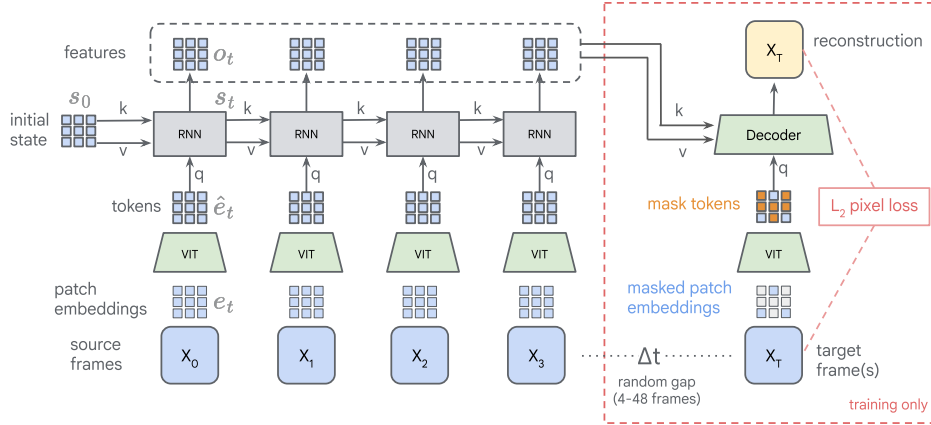 features
o_t
X_T
reconstruction
s_0
k
s_t
k
k
k
k
initial
state
RNN
RNN
RNN
RNN
Decoder
v
v
v
v
v
q
q
q
q
q
tokens
ê_t
mask tokens
L_2 pixel loss
VIT
VIT
VIT
VIT
VIT
patch
embeddings
e_t
masked patch
embeddings
source
frames
X_0
X_1
X_2
X_3
Δt
X_T
target
frame(s)
random gap
(4-48 frames)
training only